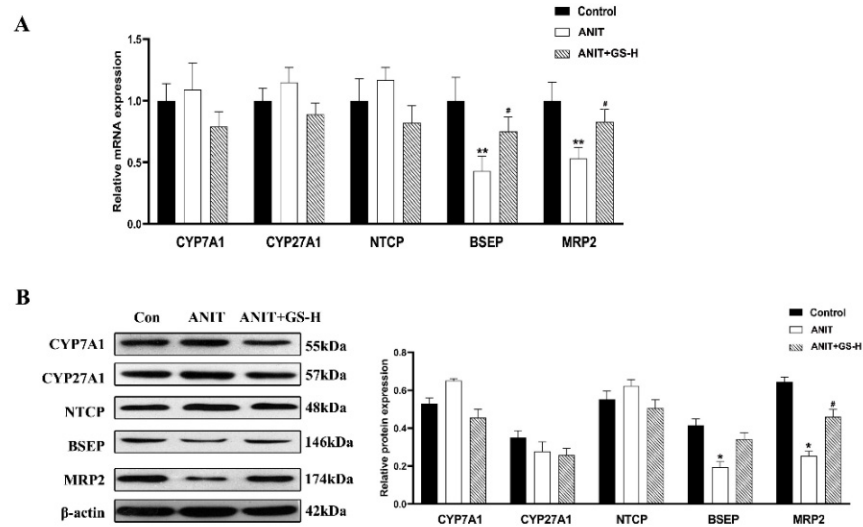 A
Control
ANIT
ANIT+GS-H
Relative mRNA expression
1.5
1.0
0.5
0.0
**
#
**
#
CYP7A1 CYP27A1 NTCP BSEP MRP2
B
Con ANIT ANIT+GS-H
CYP7A1 55kDa
CYP27A1 57kDa
NTCP 48kDa
BSEP 146kDa
MRP2 174kDa
β-actin 42kDa
Control
ANIT
ANIT+GS-H
Relative protein expression
0.8
0.6
0.4
0.2
0.0
*
*
#
CYP7A1 CYP27A1 NTCP BSEP MRP2